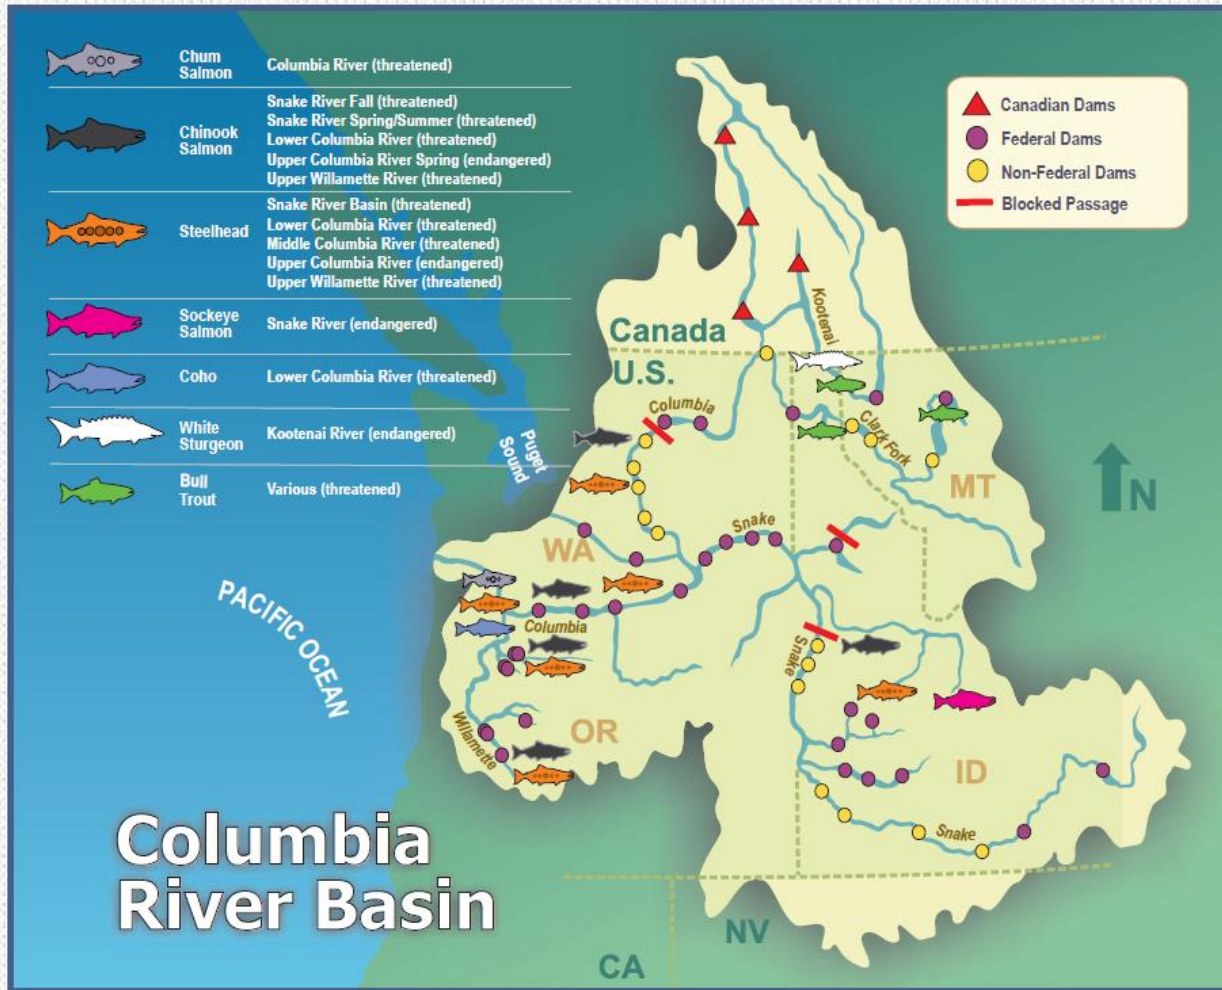 Chum
Salmon
Columbia River (threatened)
Chinook
Salmon
Snake River Fall (threatened)
Snake River Spring/Summer (threatened)
Lower Columbia River (threatened)
Upper Columbia River Spring (endangered)
Upper Willamette River (threatened)
Steelhead
Snake River Basin (threatened)
Lower Columbia River (threatened)
Middle Columbia River (threatened)
Upper Columbia River (endangered)
Upper Willamette River (threatened)
Sockeye
Salmon
Snake River (endangered)
Coho
Lower Columbia River (threatened)
White
Sturgeon
Kootenai River (endangered)
Bull
Trout
Various (threatened)
Canadian Dams
Federal Dams
Non-Federal Dams
Blocked Passage
Kootenai
Canada
U.S.
Columbia
Clark Fork
Puget
Sound
MT
N
Snake
WA
PACIFIC OCEAN
Columbia
Snake
Willamette
OR
ID
Snake
Columbia
River Basin
NV
CA